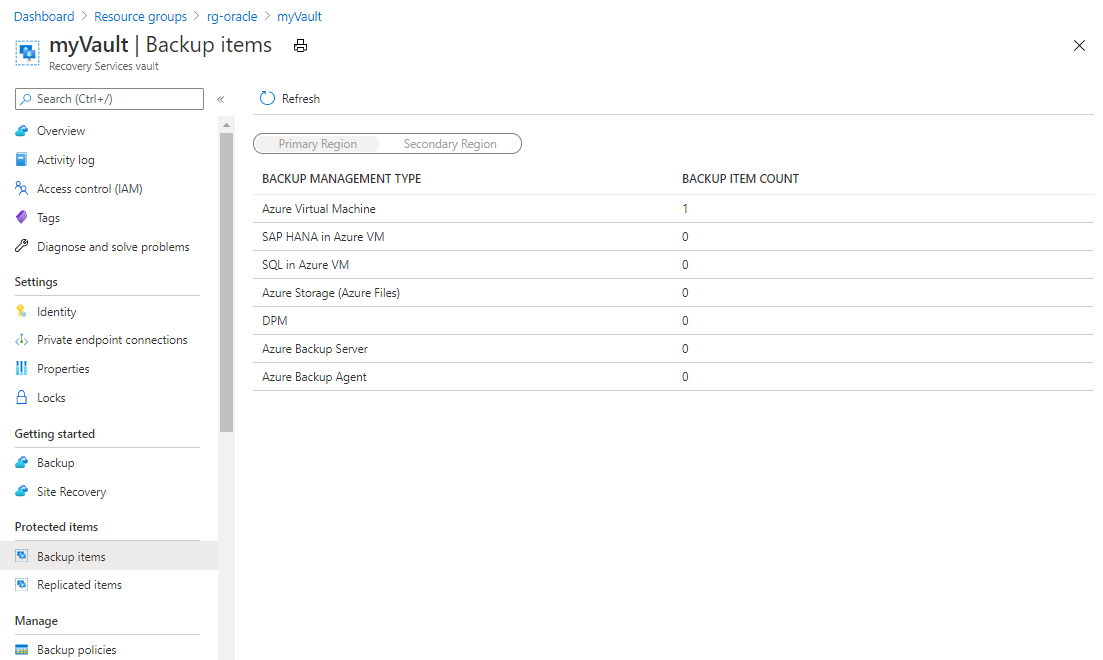 Dashboard > Resource groups > rg-oracle > myVault
myVault | Backup items
Recovery Services vault
Search (Ctrl+/)
«
Refresh
Overview
Activity log
Access control (IAM)
Tags
Diagnose and solve problems
Settings
Identity
Private endpoint connections
Properties
Locks
Getting started
Backup
Site Recovery
Protected items
Backup items
Replicated items
Manage
Backup policies
Primary Region Secondary Region
BACKUP MANAGEMENT TYPE BACKUP ITEM COUNT
Azure Virtual Machine 1
SAP HANA in Azure VM 0
SQL in Azure VM 0
Azure Storage (Azure Files) 0
DPM 0
Azure Backup Server 0
Azure Backup Agent 0